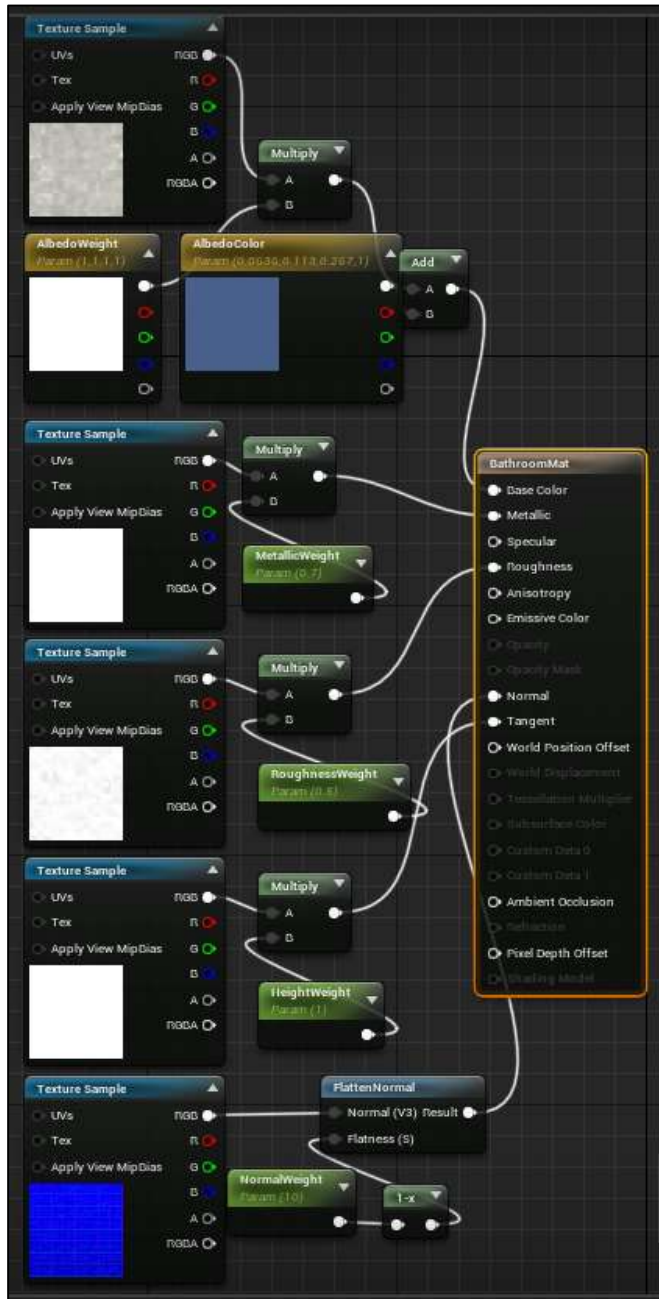 Texture Sample
UVs RGB
Tex R
Apply View MipBias G
B
A
RGBA
Multiply
A
B
AlbedoWeight
Param (1,1,1,1)
AlbedoColor
Add
A
B
Texture Sample
UVs RGB
Tex R
Apply View MipBias G
B
A
RGBA
Multiply
A
B
MetallicWeight
Param (0.7)
Texture Sample
UVs RGB
Tex R
Apply View MipBias G
B
A
RGBA
Multiply
A
B
RoughnessWeight
Texture Sample
UVs RGB
Tex R
Apply View MipBias G
B
A
RGBA
Multiply
A
B
HeightWeight
Param (1)
Texture Sample
UVs RGB
Tex R
Apply View MipBias G
B
A
RGBA
FlattenNormal
Normal (V3) Result
Flatness (S)
NormalWeight
Param (10)
1-x
BathroomMat
Base Color
Metallic
Specular
Roughness
Anisotropy
Emissive Color
Opacity
Opacity Mask
Normal
Tangent
World Position Offset
World Displacement
Tessellation Multiplier
Subsurface Color
Custom Data 0
Custom Data 1
Ambient Occlusion
Refraction
Pixel Depth Offset
Shading Model